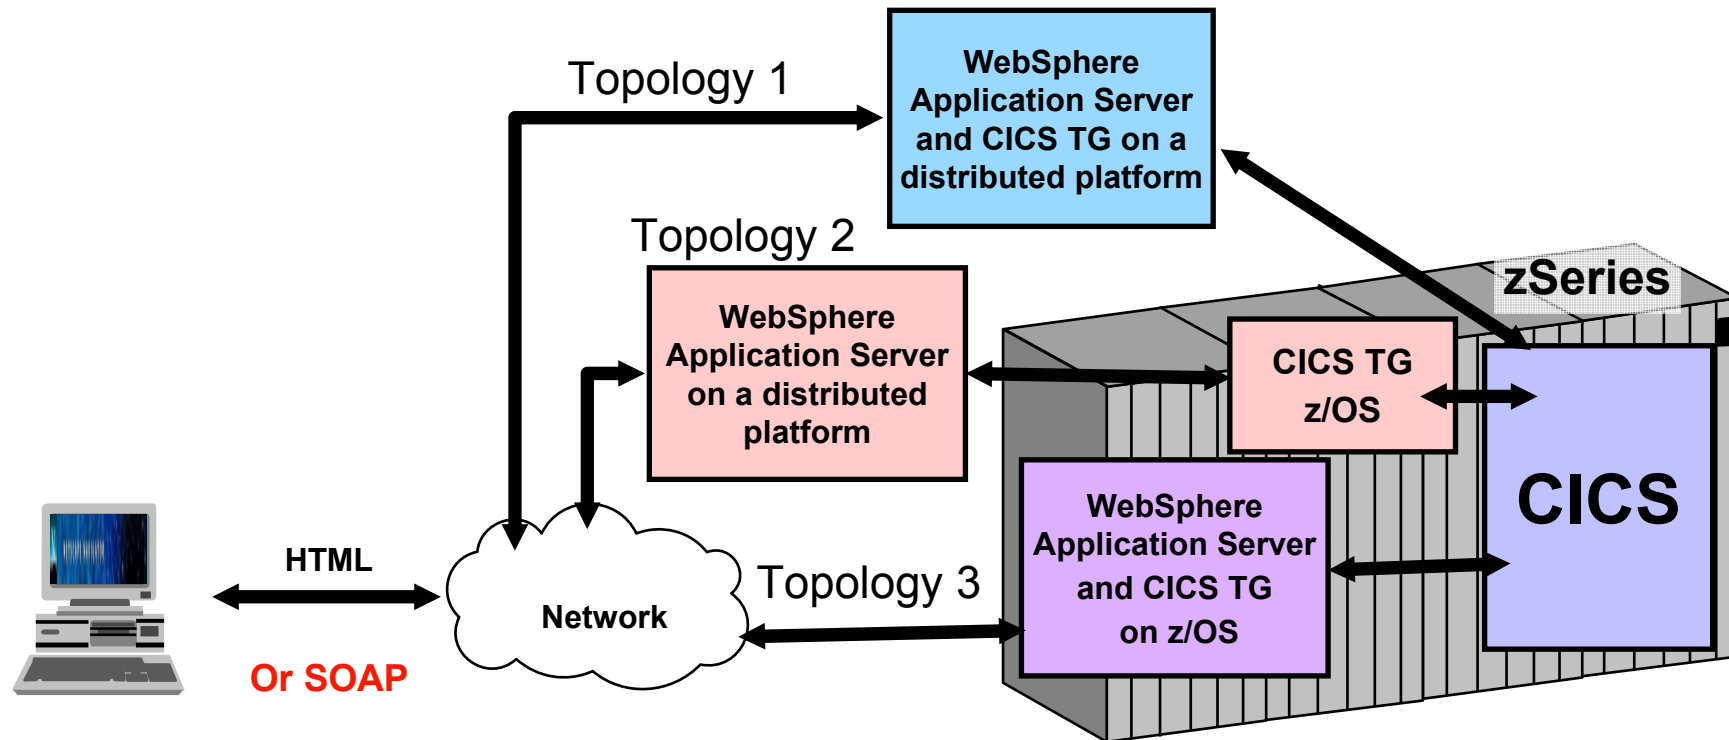 Topology 1
WebSphere
Application Server
and CICS TG on a
distributed platform
Topology 2
WebSphere
Application Server
on a distributed
platform
zSeries
CICS TG
z/OS
CICS
WebSphere
Application Server
and CICS TG
on z/OS
Topology 3
HTML
Or SOAP
Network